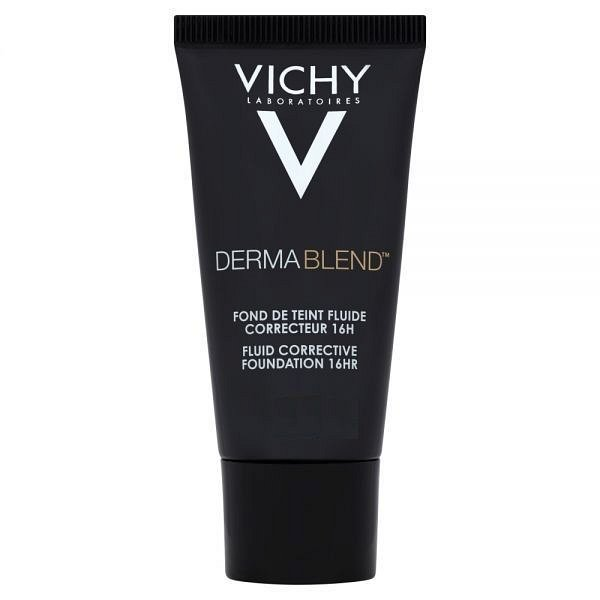 VICHY
LABORATOIRES
V
DERMABLEND™
FOND DE TEINT FLUIDE
CORRECTEUR 16H
FLUID CORRECTIVE
FOUNDATION 16HR